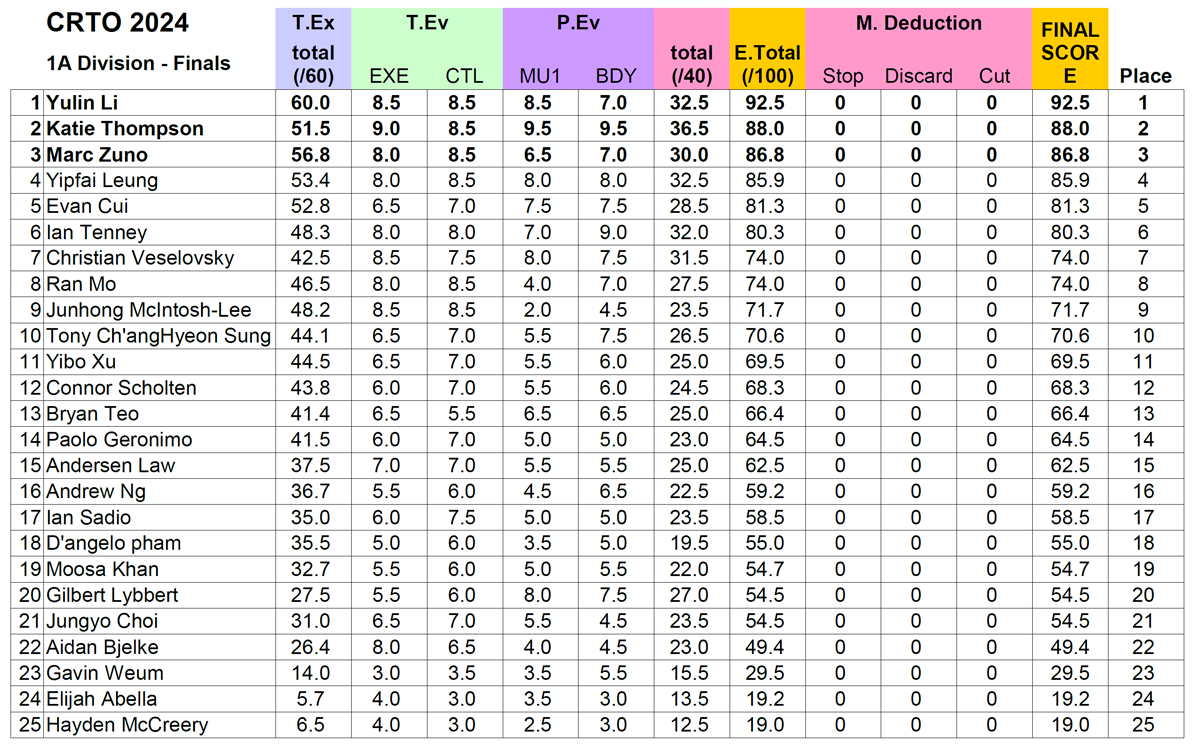 CRTO 2024
1A Division - Finals
T.Ex total (/60) T.Ev EXE CTL P.Ev MU1 BDY total (/40) E.Total (/100) M. Deduction Stop Discard Cut FINAL SCOR E Place
1 Yulin Li 60.0 8.5 8.5 8.5 7.0 32.5 92.5 0 0 0 92.5 1
2 Katie Thompson 51.5 9.0 8.5 9.5 9.5 36.5 88.0 0 0 0 88.0 2
3 Marc Zuno 56.8 8.0 8.5 6.5 7.0 30.0 86.8 0 0 0 86.8 3
4 Yipfai Leung 53.4 8.0 8.5 8.0 8.0 32.5 85.9 0 0 0 85.9 4
5 Evan Cui 52.8 6.5 7.0 7.5 7.5 28.5 81.3 0 0 0 81.3 5
6 Ian Tenney 48.3 8.0 8.0 7.0 9.0 32.0 80.3 0 0 0 80.3 6
7 Christian Veselovsky 42.5 8.5 7.5 8.0 7.5 31.5 74.0 0 0 0 74.0 7
8 Ran Mo 46.5 8.0 8.5 4.0 7.0 27.5 74.0 0 0 0 74.0 8
9 Junhong McIntosh-Lee 48.2 8.5 8.5 2.0 4.5 23.5 71.7 0 0 0 71.7 9
10 Tony Ch'angHyeon Sung 44.1 6.5 7.0 5.5 7.5 26.5 70.6 0 0 0 70.6 10
11 Yibo Xu 44.5 6.5 7.0 5.5 6.0 25.0 69.5 0 0 0 69.5 11
12 Connor Scholten 43.8 6.0 7.0 5.5 6.0 24.5 68.3 0 0 0 68.3 12
13 Bryan Teo 41.4 6.5 5.5 6.5 6.5 25.0 66.4 0 0 0 66.4 13
14 Paolo Geronimo 41.5 6.0 7.0 5.0 5.0 23.0 64.5 0 0 0 64.5 14
15 Andersen Law 37.5 7.0 7.0 5.5 5.5 25.0 62.5 0 0 0 62.5 15
16 Andrew Ng 36.7 5.5 6.0 4.5 6.5 22.5 59.2 0 0 0 59.2 16
17 Ian Sadio 35.0 6.0 7.5 5.0 5.0 23.5 58.5 0 0 0 58.5 17
18 D'angelo pham 35.5 5.0 6.0 3.5 5.0 19.5 55.0 0 0 0 55.0 18
19 Moosa Khan 32.7 5.5 6.0 5.0 5.5 22.0 54.7 0 0 0 54.7 19
20 Gilbert Lybbert 27.5 5.5 6.0 8.0 7.5 27.0 54.5 0 0 0 54.5 20
21 Jungyo Choi 31.0 6.5 7.0 5.5 4.5 23.5 54.5 0 0 0 54.5 21
22 Aidan Bjelke 26.4 8.0 6.5 4.0 4.5 23.0 49.4 0 0 0 49.4 22
23 Gavin Weum 14.0 3.0 3.5 3.5 5.5 15.5 29.5 0 0 0 29.5 23
24 Elijah Abella 5.7 4.0 3.0 3.5 3.0 13.5 19.2 0 0 0 19.2 24
25 Hayden McCreery 6.5 4.0 3.0 2.5 3.0 12.5 19.0 0 0 0 19.0 25